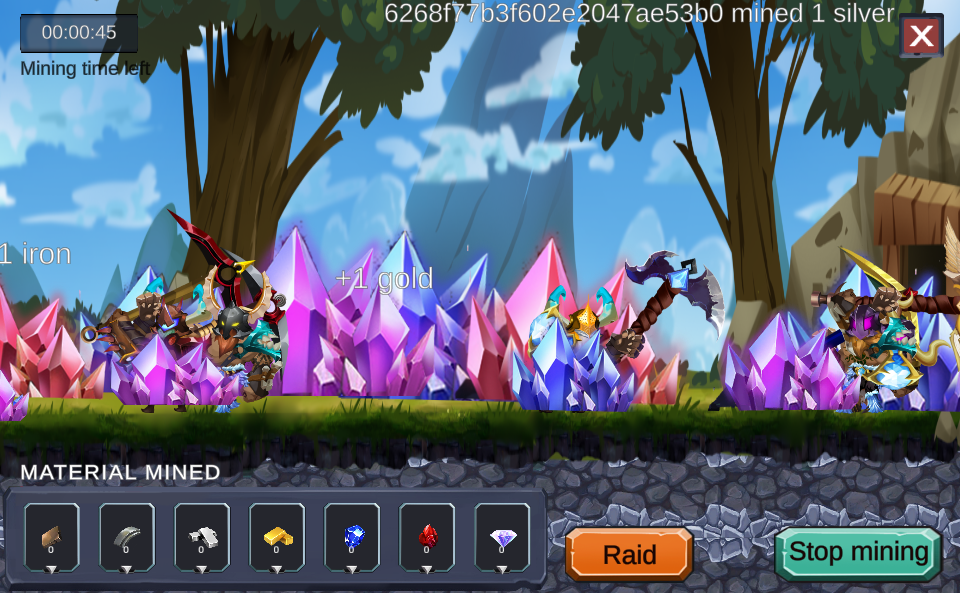 6268f77b3f602e2047ae53b0 mined 1 silver
00:00:45
Mining time left
1 iron
+1 gold
MATERIAL MINED
0 0 0 0 0 0 0
Raid
Stop mining